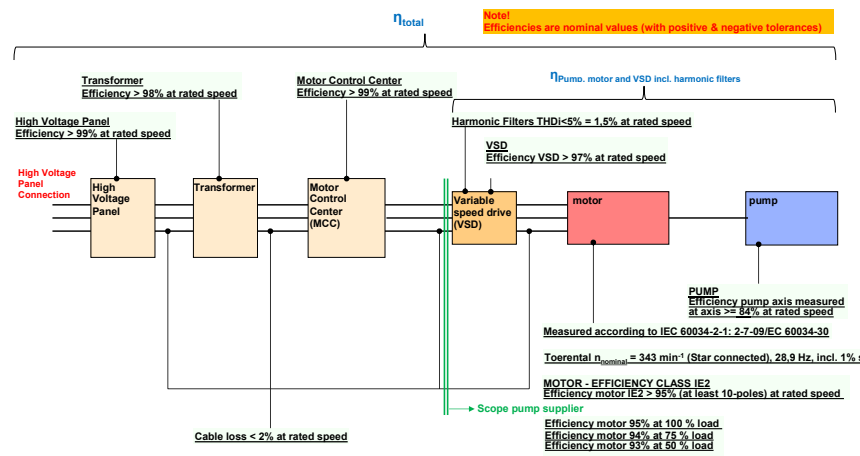 ηtotal
Note!
Efficiencies are nominal values (with positive & negative tolerances)
ηPump, motor and VSD incl. harmonic filters
Transformer
Efficiency > 98% at rated speed
Motor Control Center
Efficiency > 99% at rated speed
High Voltage Panel
Efficiency > 99% at rated speed
Harmonic Filters THDi<5% = 1,5% at rated speed
VSD
Efficiency VSD > 97% at rated speed
High Voltage
Panel
Connection
High
Voltage
Panel
Transformer
Motor
Control
Center
(MCC)
Variable
speed drive
(VSD)
motor
pump
PUMP
Efficiency pump axis measured
at axis >= 84% at rated speed
Measured according to IEC 60034-2-1: 2-7-09/EC 60034-30
Toerental nnominal = 343 min-1 (Star connected), 28,9 Hz, incl. 1% s
MOTOR - EFFICIENCY CLASS IE2
Efficiency motor IE2 > 95% (at least 10-poles) at rated speed
Scope pump supplier
Cable loss < 2% at rated speed
Efficiency motor 95% at 100 % load
Efficiency motor 94% at 75 % load
Efficiency motor 93% at 50 % load